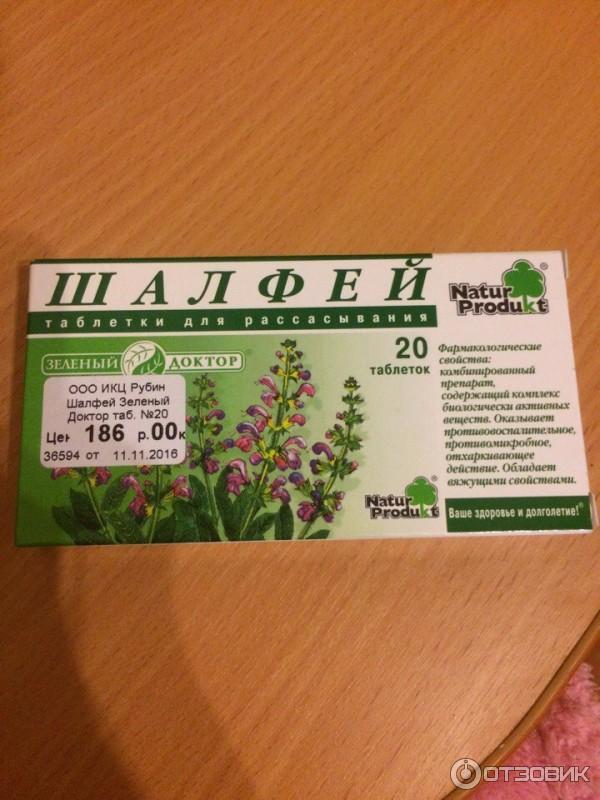 ШАЛФЕЙ
таблетки для рассасывания
Natur
Produkt
ЗЕЛЕНЫЙ ДОКТОР
20
таблеток
ООО ИКЦ Рубин
Шалфей Зеленый
Доктор таб. №20
Цен 186 р.00к
36594 от 11.11.2016
Фармакологические
свойства:
комбинированный
препарат,
содержащий комплекс
биологически активных
веществ. Оказывает
противовоспалительное,
противомикробное,
отхаркивающее
действие. Обладает
вяжущими свойствами.
Natur
Produkt
Ваше здоровье и долголетие!®
ОТЗОВИК